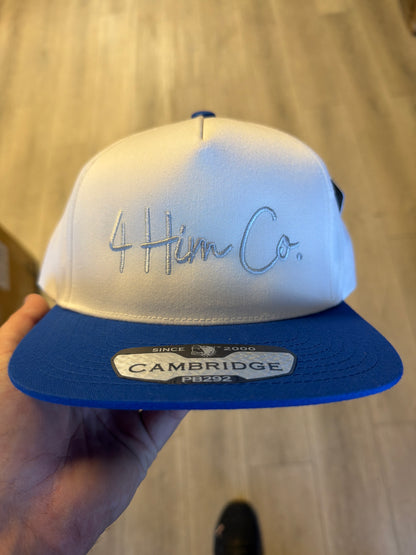 4 Him Co.
SINCE 2000
CAMBRIDGE
PB292